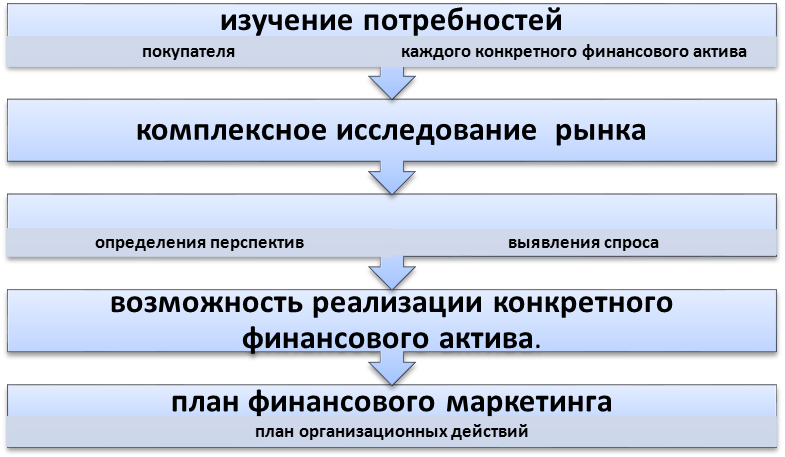 изучение потребностей
покупателя каждого конкретного финансового актива
комплексное исследование рынка
определения перспектив выявления спроса
возможность реализации конкретного
финансового актива.
план финансового маркетинга
план организационных действий